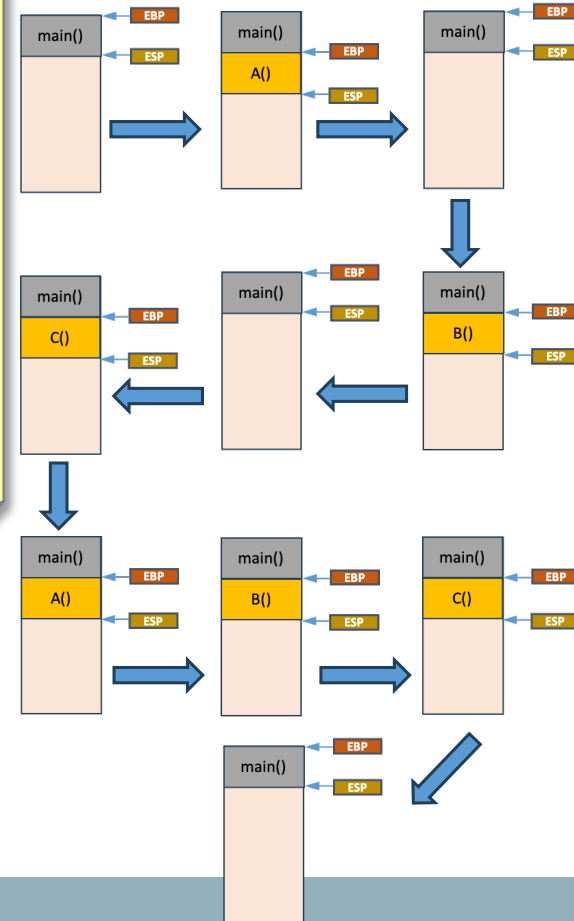 main()
EBP
ESP
main()
A()
EBP
ESP
main()
EBP
ESP
main()
B()
EBP
ESP
main()
EBP
ESP
main()
C()
EBP
ESP
main()
A()
EBP
ESP
main()
B()
EBP
ESP
main()
C()
EBP
ESP
main()
EBP
ESP